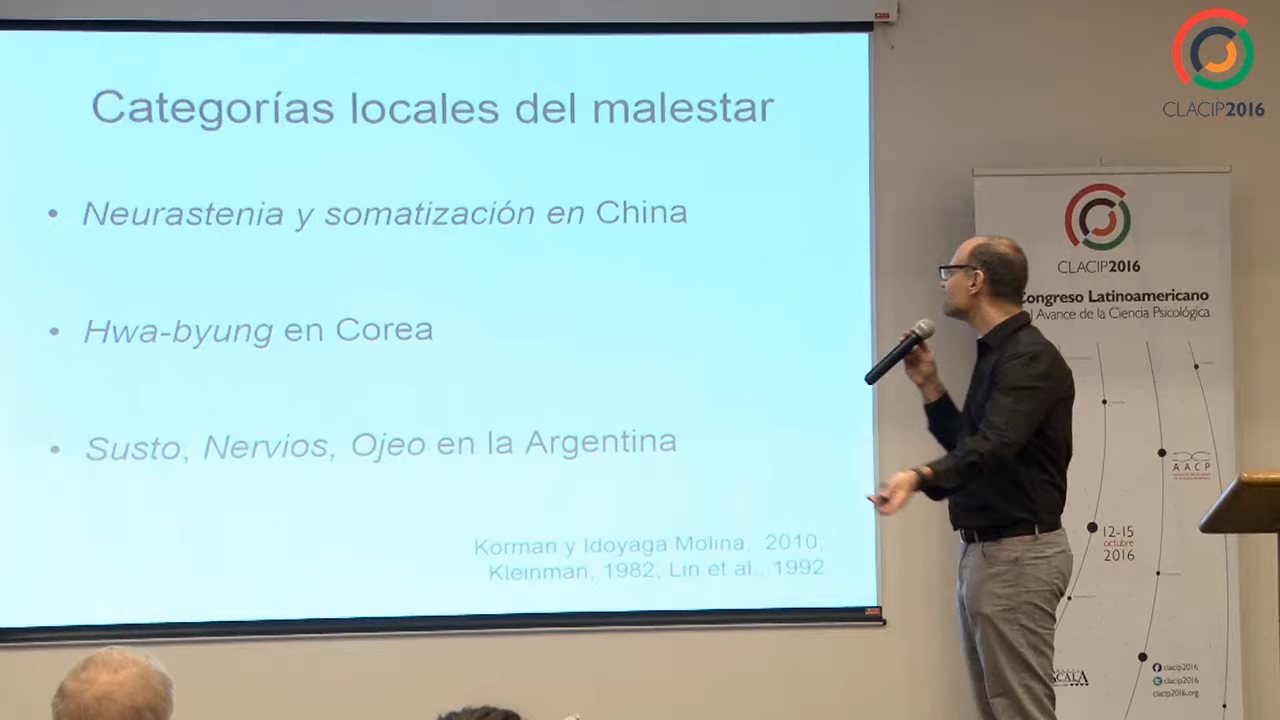 Categorías locales del malestar
• Neurastenia y somatización en China
• Hwa-byung en Corea
• Susto, Nervios, Ojeo en la Argentina
Korman y Idoyaga Molina, 2010;
Kleinman, 1982, Lin et al., 1992
CLACIP2016
CLACIP2016
Congreso Latinoamericano
l Avance de la Ciencia Psicológica
AACP
12-15
octubre
2016
SCALA
clacip2016
clacip2016
clacip2016.org